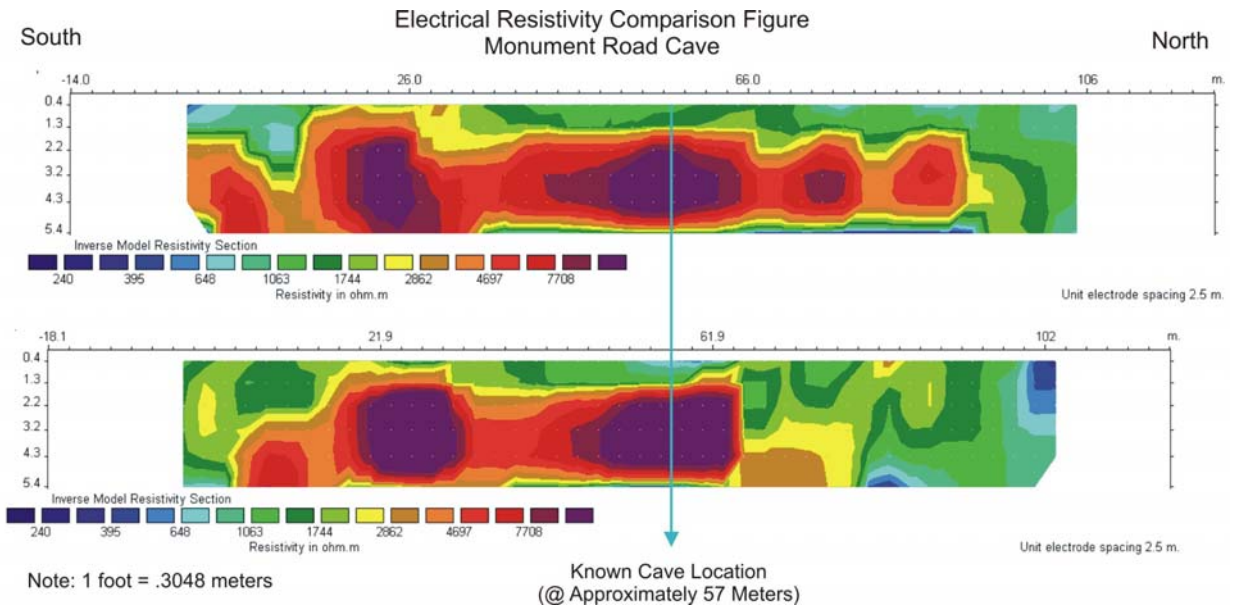 Electrical Resistivity Comparison Figure
Monument Road Cave
South
North
-14.0 26.0 66.0 106 m.
0.4
1.3
2.2
3.2
4.3
5.4
Inverse Model Resistivity Section
240 395 648 1063 1744 2862 4697 7708
Resistivity in ohm.m
Unit electrode spacing 2.5 m.
-18.1 21.9 61.9 102 m.
0.4
1.3
2.2
3.2
4.3
5.4
Inverse Model Resistivity Section
240 395 648 1063 1744 2862 4697 7708
Resistivity in ohm.m
Unit electrode spacing 2.5 m.
Note: 1 foot = .3048 meters
Known Cave Location
(@ Approximately 57 Meters)